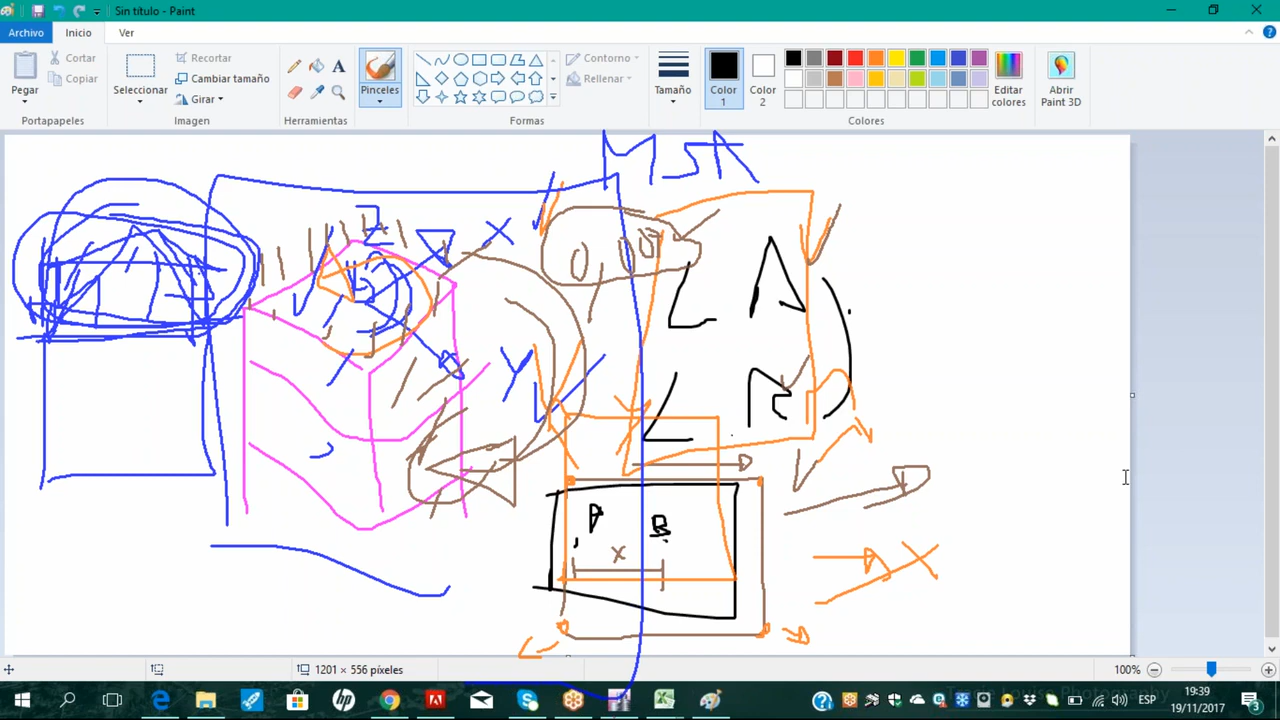 Sin título - Paint
Archivo Inicio Ver
Pegar
Cortar
Copiar
Portapapeles
Seleccionar
Recortar
Cambiar tamaño
Girar
Imagen
A
Herramientas
Pinceles
Contorno
Rellenar
Formas
Tamaño
Color 1
Color 2
Editar colores
Colores
Abrir Paint 3D
Z
X
Y
A
R
P B
X
X
1201 × 556 píxeles
100%
ESP
19:39
19/11/2017
3